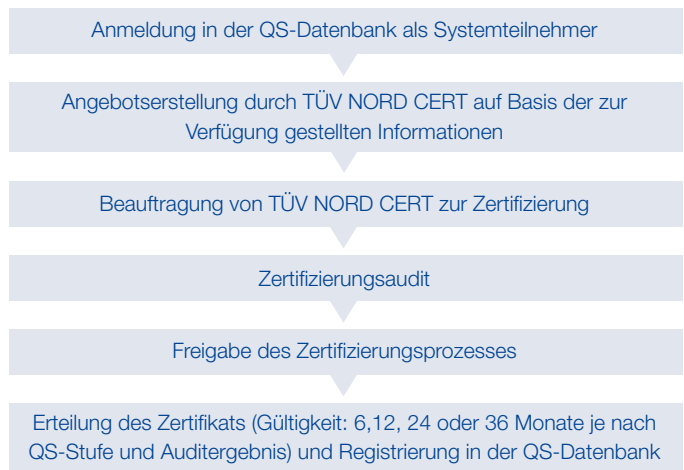 Anmeldung in der QS-Datenbank als Systemteilnehmer
Angebotserstellung durch TÜV NORD CERT auf Basis der zur
Verfügung gestellten Informationen
Beauftragung von TÜV NORD CERT zur Zertifizierung
Zertifizierungsaudit
Freigabe des Zertifizierungsprozesses
Erteilung des Zertifikats (Gültigkeit: 6,12, 24 oder 36 Monate je nach
QS-Stufe und Auditergebnis) und Registrierung in der QS-Datenbank